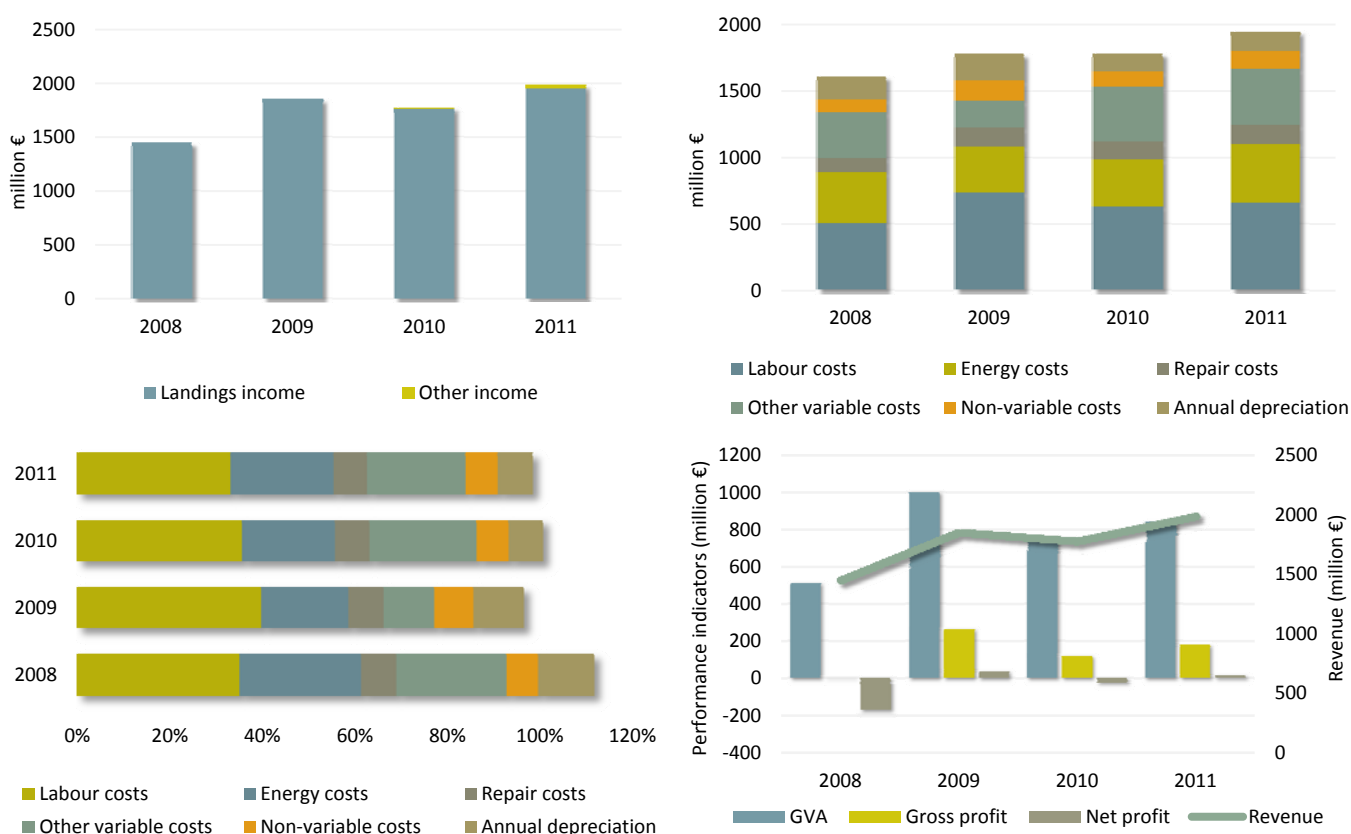 2500
2000
1500
1000
500
0
million €
2008 2009 2010 2011
Landings income Other income
2000
1500
1000
500
0
million €
2008 2009 2010 2011
Labour costs Energy costs Repair costs
Other variable costs Non-variable costs Annual depreciation
2011
2010
2009
2008
0% 20% 40% 60% 80% 100% 120%
Labour costs Energy costs Repair costs
Other variable costs Non-variable costs Annual depreciation
Performance indicators (million €)
1200
1000
800
600
400
200
0
-200
-400
2500
2000
1500
1000
500
0
Revenue (million €)
2008 2009 2010 2011
GVA Gross profit Net profit Revenue